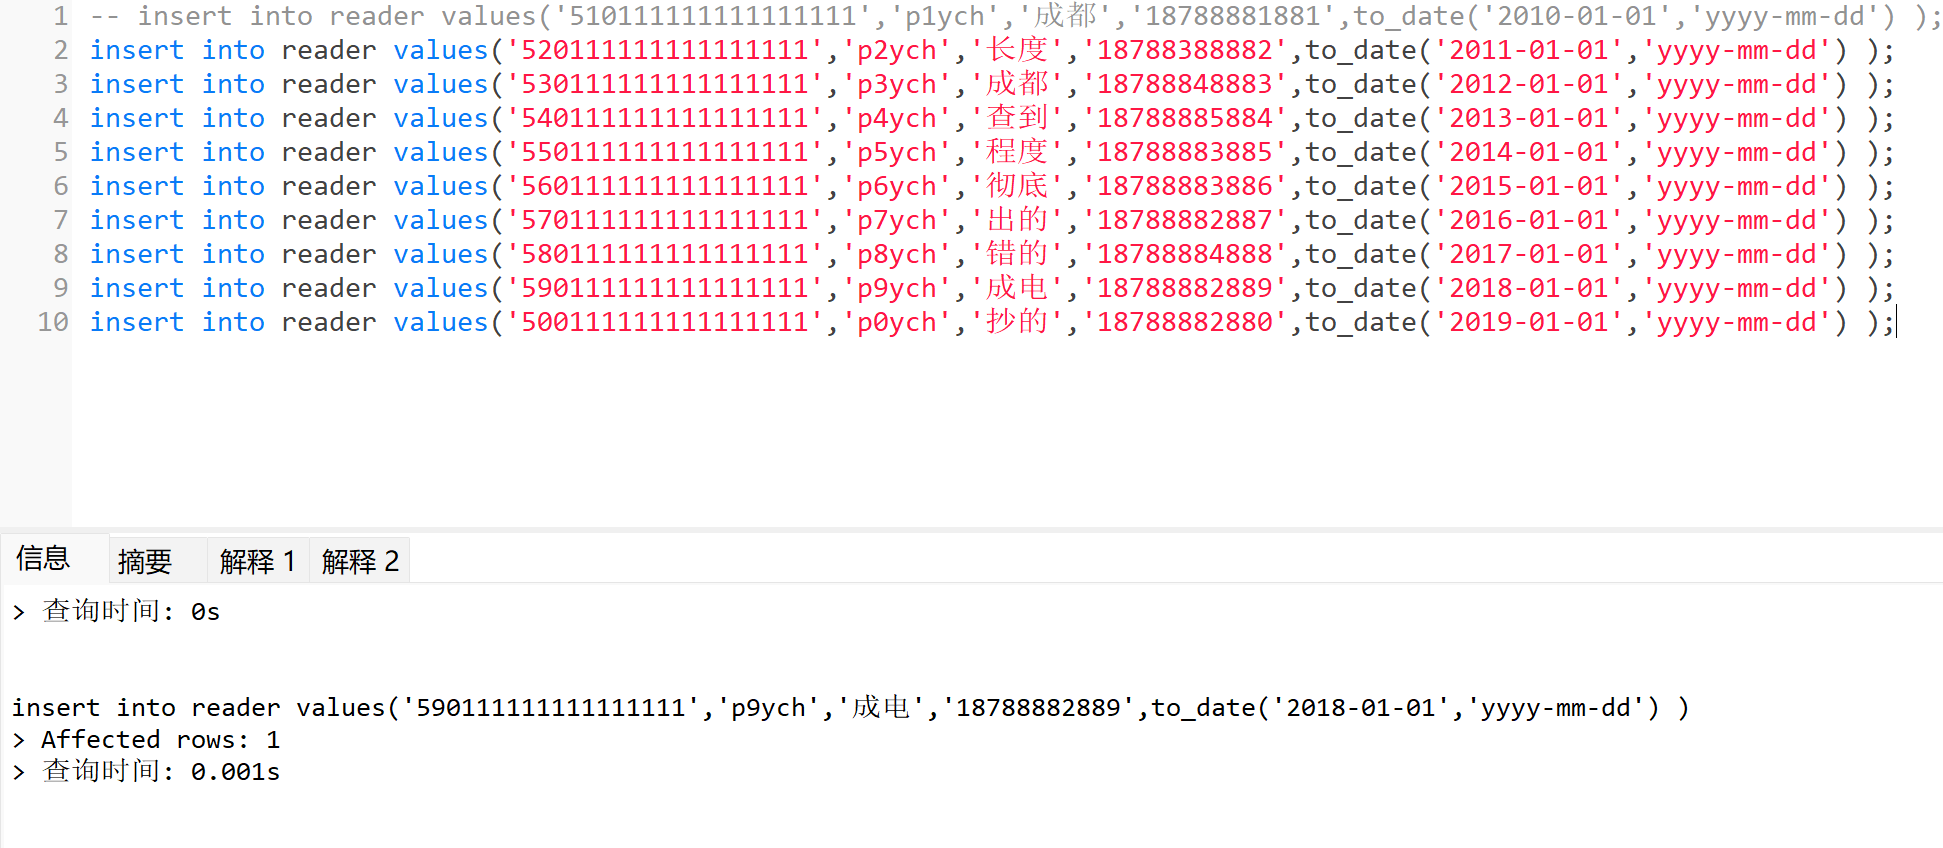 1 -- insert into reader values('510111111111111111','p1ych','成都','18788881881',to_date('2010-01-01','yyyy-mm-dd') );
2 insert into reader values('520111111111111111','p2ych','长度','18788388882',to_date('2011-01-01','yyyy-mm-dd') );
3 insert into reader values('530111111111111111','p3ych','成都','18788848883',to_date('2012-01-01','yyyy-mm-dd') );
4 insert into reader values('540111111111111111','p4ych','查到','18788885884',to_date('2013-01-01','yyyy-mm-dd') );
5 insert into reader values('550111111111111111','p5ych','程度','18788883885',to_date('2014-01-01','yyyy-mm-dd') );
6 insert into reader values('560111111111111111','p6ych','彻底','18788883886',to_date('2015-01-01','yyyy-mm-dd') );
7 insert into reader values('570111111111111111','p7ych','出的','18788882887',to_date('2016-01-01','yyyy-mm-dd') );
8 insert into reader values('580111111111111111','p8ych','错的','18788884888',to_date('2017-01-01','yyyy-mm-dd') );
9 insert into reader values('590111111111111111','p9ych','成电','18788882889',to_date('2018-01-01','yyyy-mm-dd') );
10 insert into reader values('500111111111111111','p0ych','抄的','18788882880',to_date('2019-01-01','yyyy-mm-dd') );
信息 摘要 解释 1 解释 2
> 查询时间: 0s
insert into reader values('590111111111111111','p9ych','成电','18788882889',to_date('2018-01-01','yyyy-mm-dd') )
> Affected rows: 1
> 查询时间: 0.001s